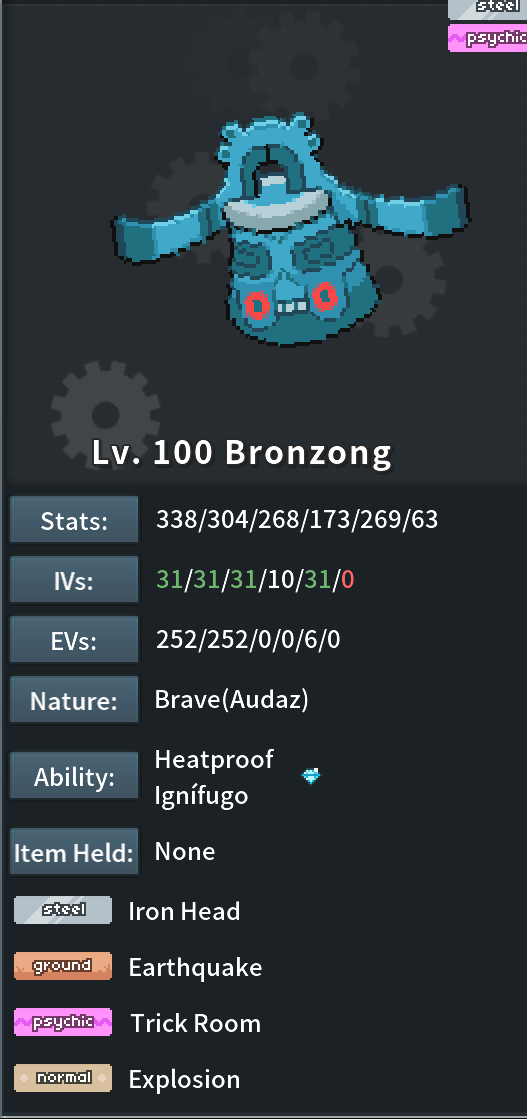 steel
psychic
Lv. 100 Bronzong
Stats: 338/304/268/173/269/63
IVs: 31/31/31/10/31/0
EVs: 252/252/0/0/6/0
Nature: Brave(Audaz)
Ability: Heatproof
Ignífugo
Item Held: None
steel Iron Head
ground Earthquake
psychic Trick Room
normal Explosion